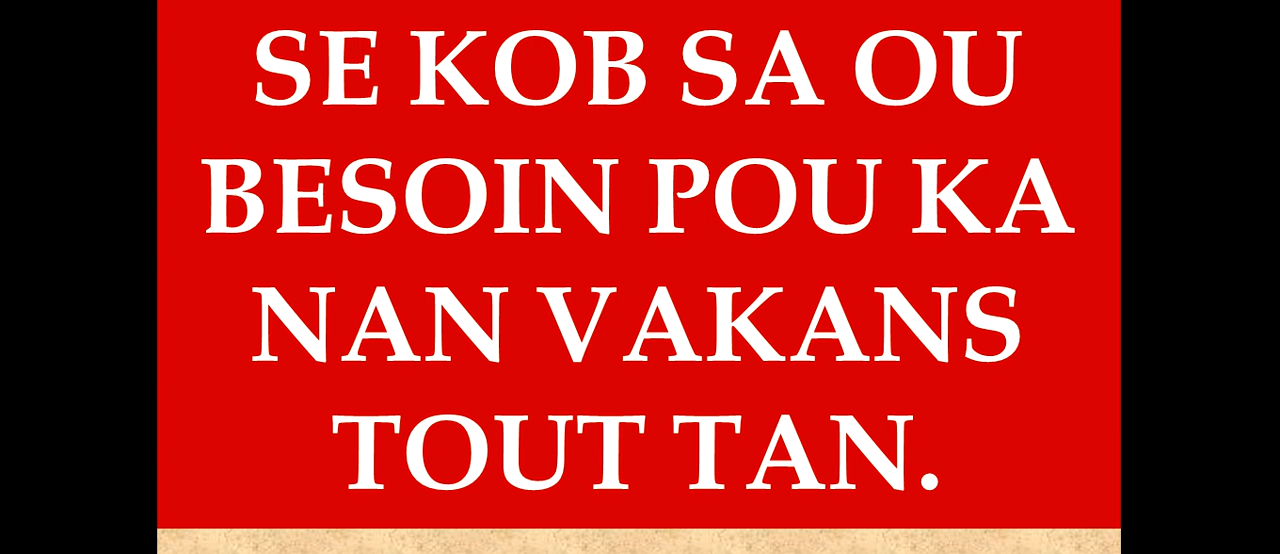 SE KOB SA OU
BESOIN POU KA
NAN VAKANS
TOUT TAN.